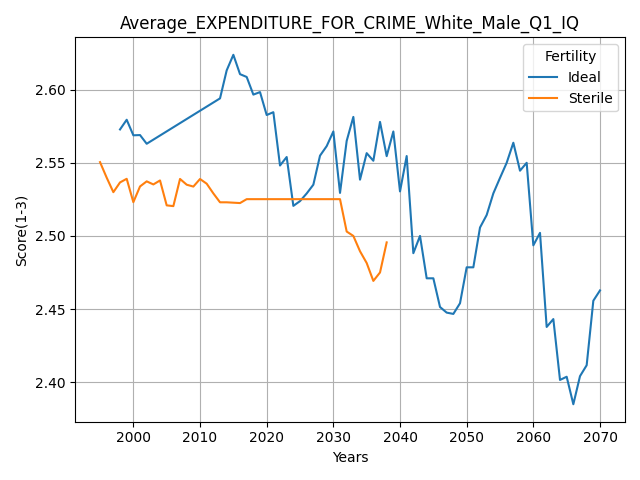 Average_EXPENDITURE_FOR_CRIME_White_Male_Q1_IQ
Fertility
Ideal
Sterile
Score(1-3)
2.60
2.55
2.50
2.45
2.40
2000
2010
2020
2030
2040
2050
2060
2070
Years